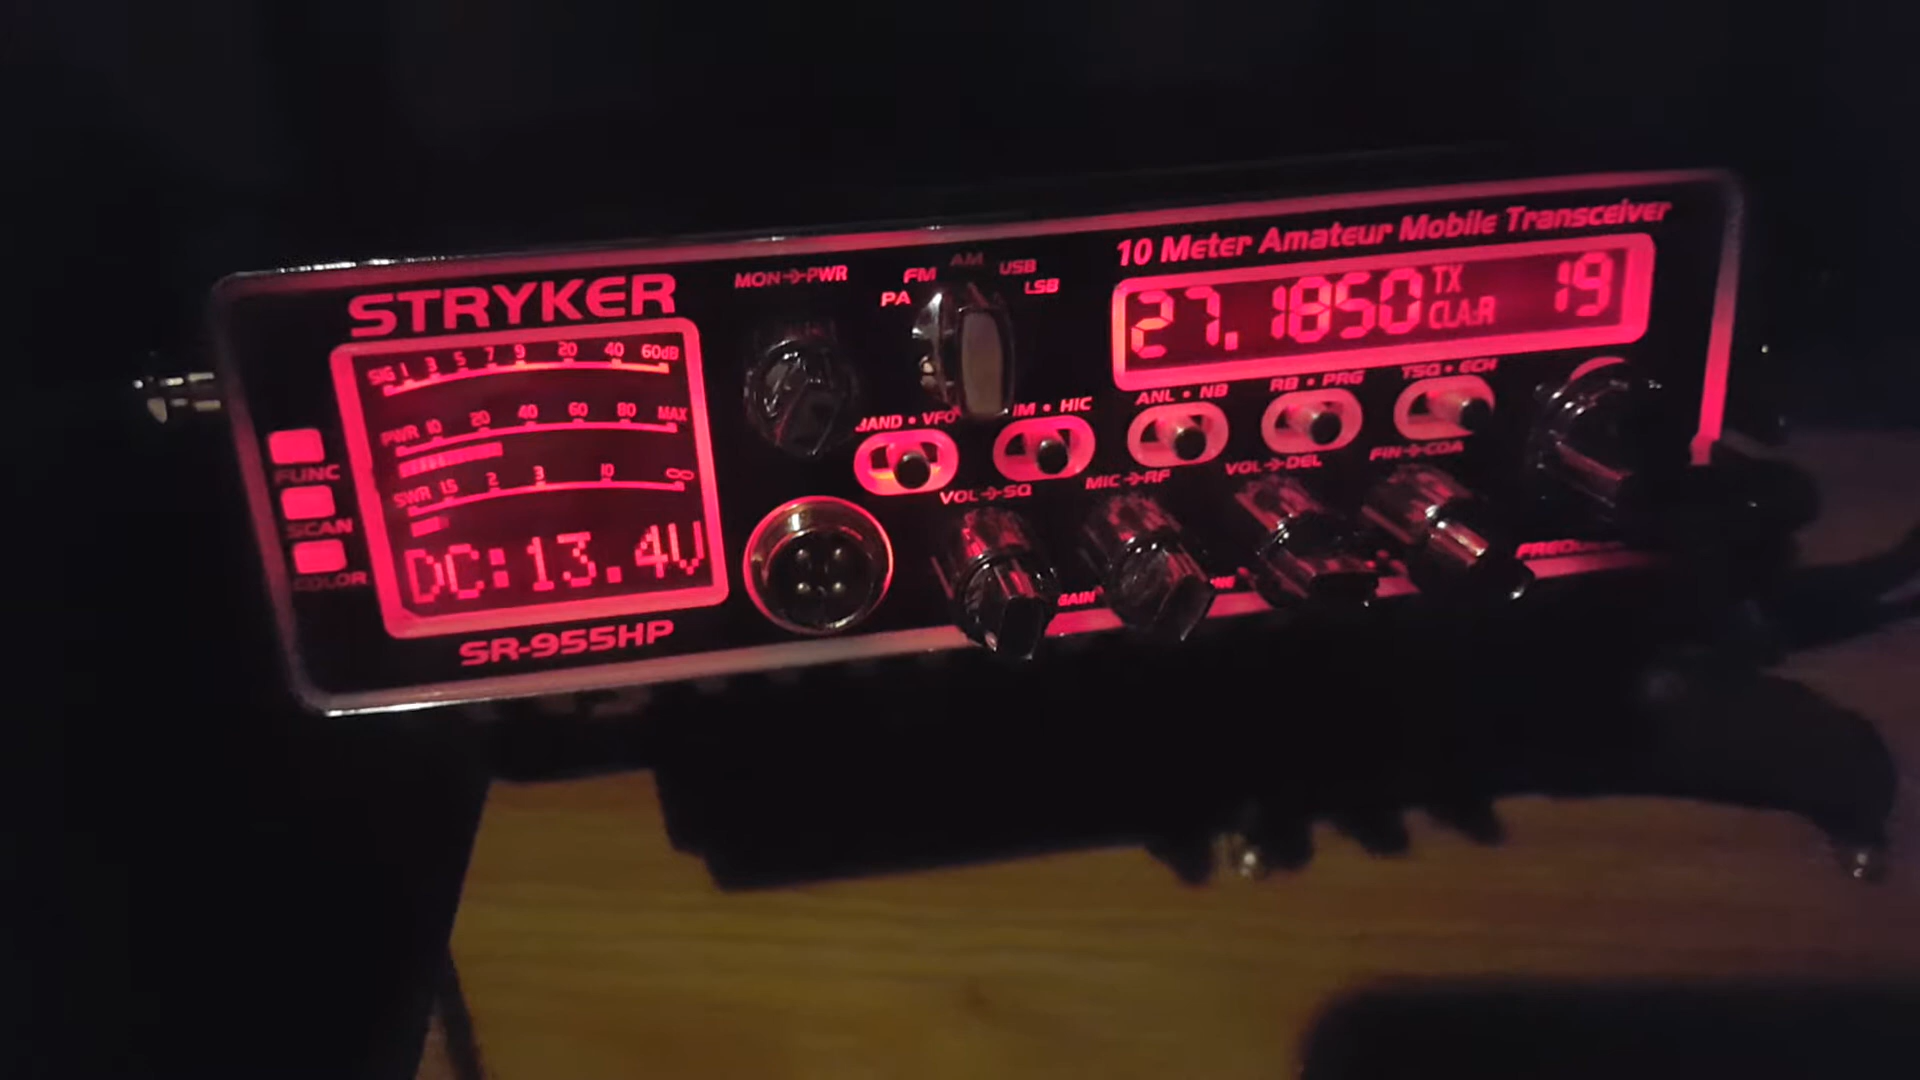 STRYKER
SIG 1 3 5 7 9 20 40 60dB
PWR 10 20 40 60 80 MAX
SWR 1.5 2 3 10 ∞
DC:13.4V
SR-955HP
FUNC
SCAN
COLOR
MON→PWR
PA FM AM USB LSB
10 Meter Amateur Mobile Transceiver
27.1850 TX 19
CLA:R
BAND • VFO
HIC
ANL • NB
RB • PRG
TSQ • ECH
VOL→SQ
MIC→RF
VOL→DEL
FIN→COA
GAIN